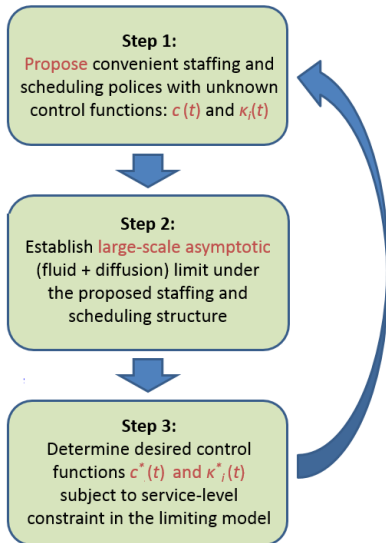 Step 1:
Propose convenient staffing and
scheduling polices with unknown
control functions: c (t) and κi(t)
Step 2:
Establish large-scale asymptotic
(fluid + diffusion) limit under
the proposed staffing and
scheduling structure
Step 3:
Determine desired control
functions c*(t) and κ*i(t)
subject to service-level
constraint in the limiting model